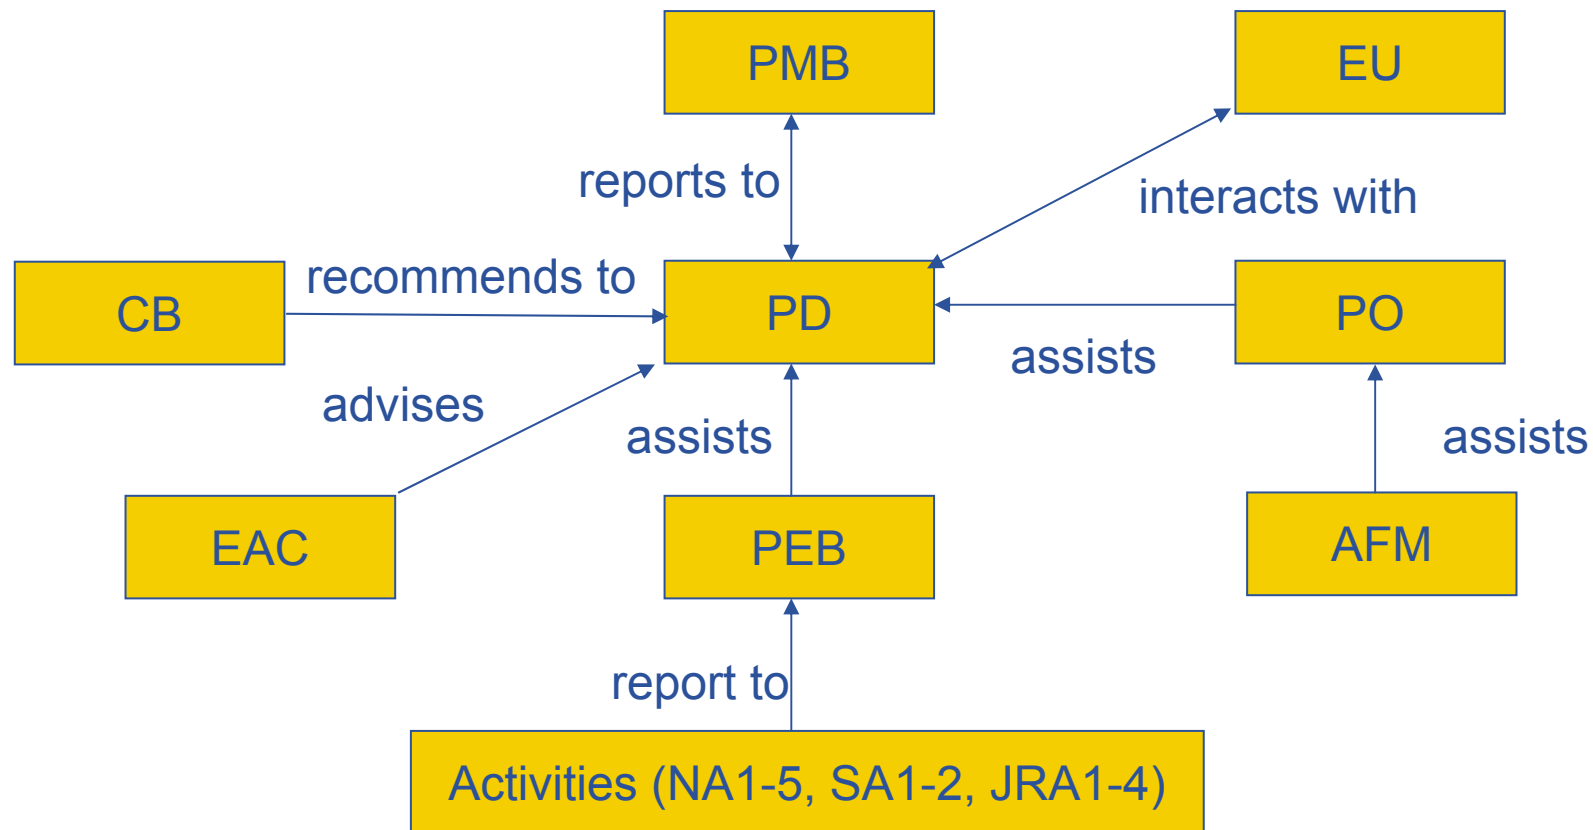 PMB
EU
reports to
interacts with
recommends to
CB
PD
PO
assists
advises
assists
assists
EAC
PEB
AFM
report to
Activities (NA1-5, SA1-2, JRA1-4)